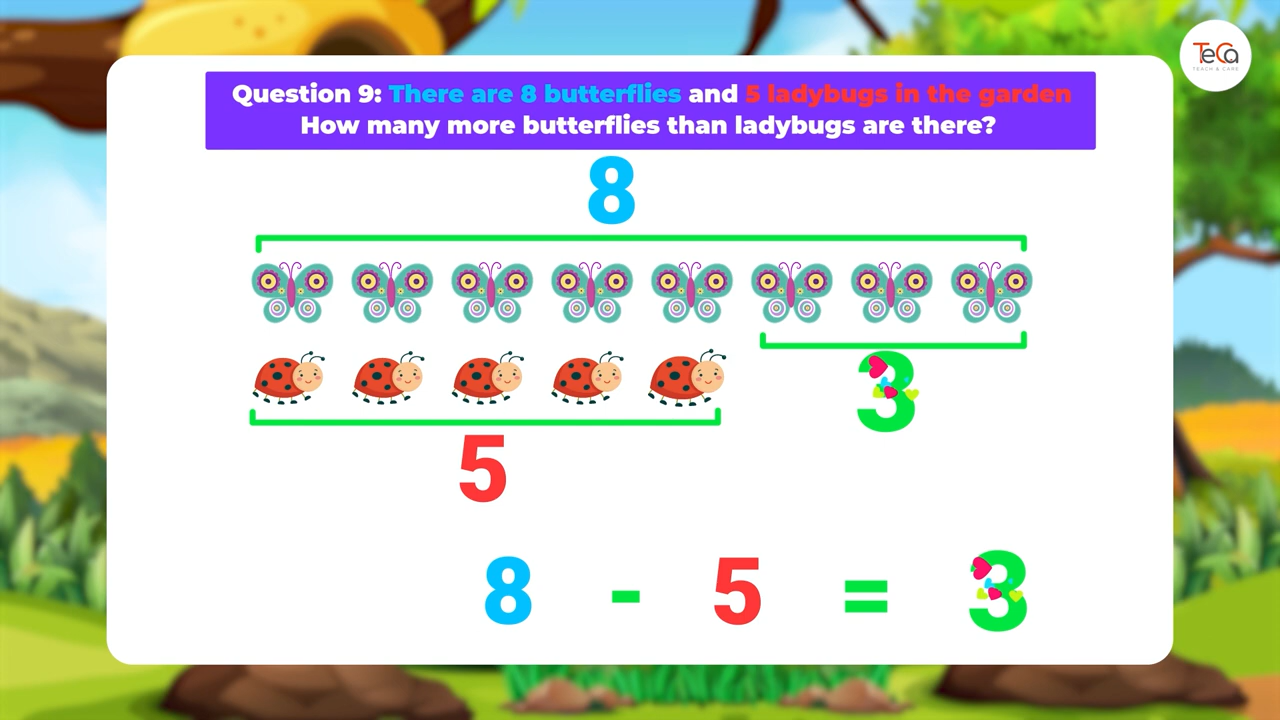 TeCa
TEACH & CARE
Question 9: There are 8 butterflies and 5 ladybugs in the garden
How many more butterflies than ladybugs are there?
8
3
5
8 - 5 = 3